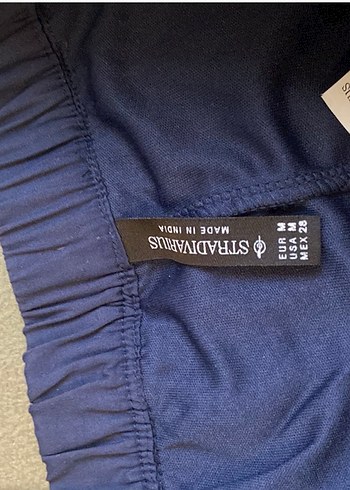 STRADIVARIUS
MADE IN INDIA
EUR M
USA M
MEX 28